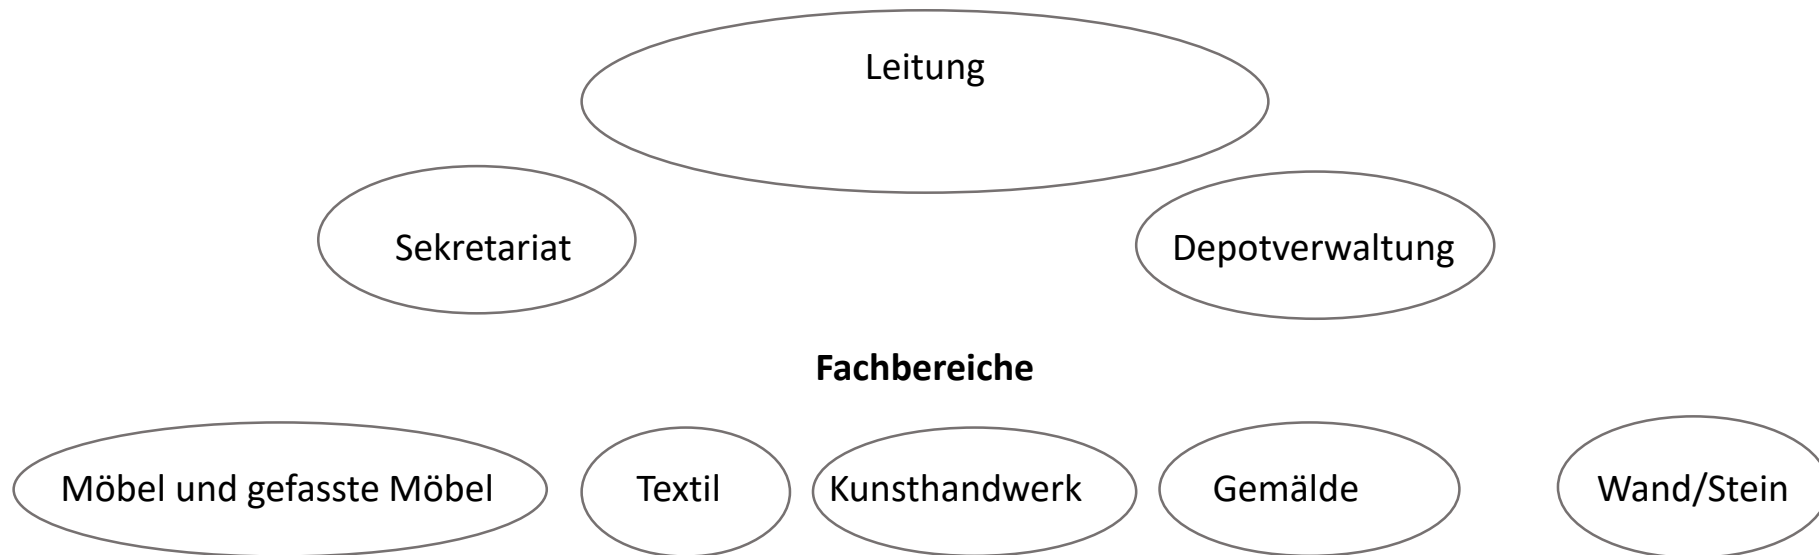 Leitung
Sekretariat
Depotverwaltung
Fachbereiche
Möbel und gefasste Möbel
Textil
Kunsthandwerk
Gemälde
Wand/Stein